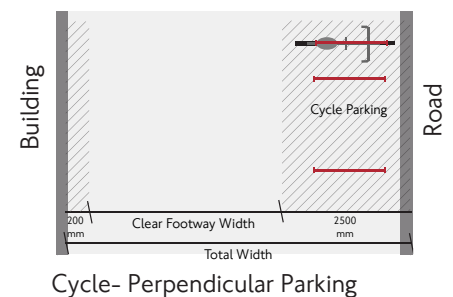 Building
Cycle Parking
Road
200
mm
Clear Footway Width
2500
mm
Total Width
Cycle- Perpendicular Parking